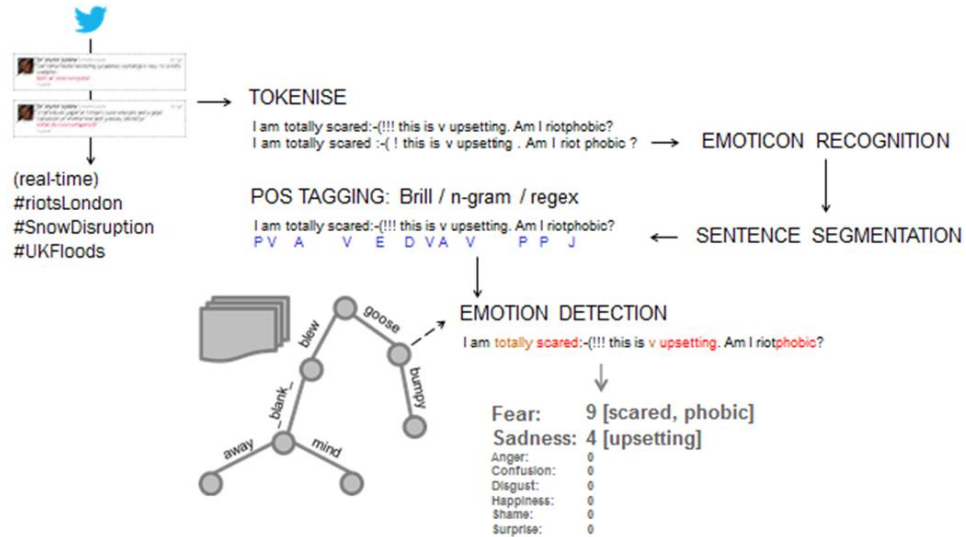 TOKENISE
I am totally scared:-(!!! this is v upsetting. Am I riotphobic?
I am totally scared :-( ! this is v upsetting . Am I riot phobic ?
EMOTICON RECOGNITION
(real-time)
#riotsLondon
#SnowDisruption
#UKFloods
POS TAGGING: Brill / n-gram / regex
I am totally scared:-(!!! this is v upsetting. Am I riotphobic?
P V A V E D V A V P P J
SENTENCE SEGMENTATION
EMOTION DETECTION
I am totally scared:-(!!! this is v upsetting. Am I riotphobic?
blew
goose
_blank_
bumpy
away
mind
Fear: 9 [scared, phobic]
Sadness: 4 [upsetting]
Anger: 0
Confusion: 0
Disgust: 0
Happiness: 0
Shame: 0
Surprise: 0